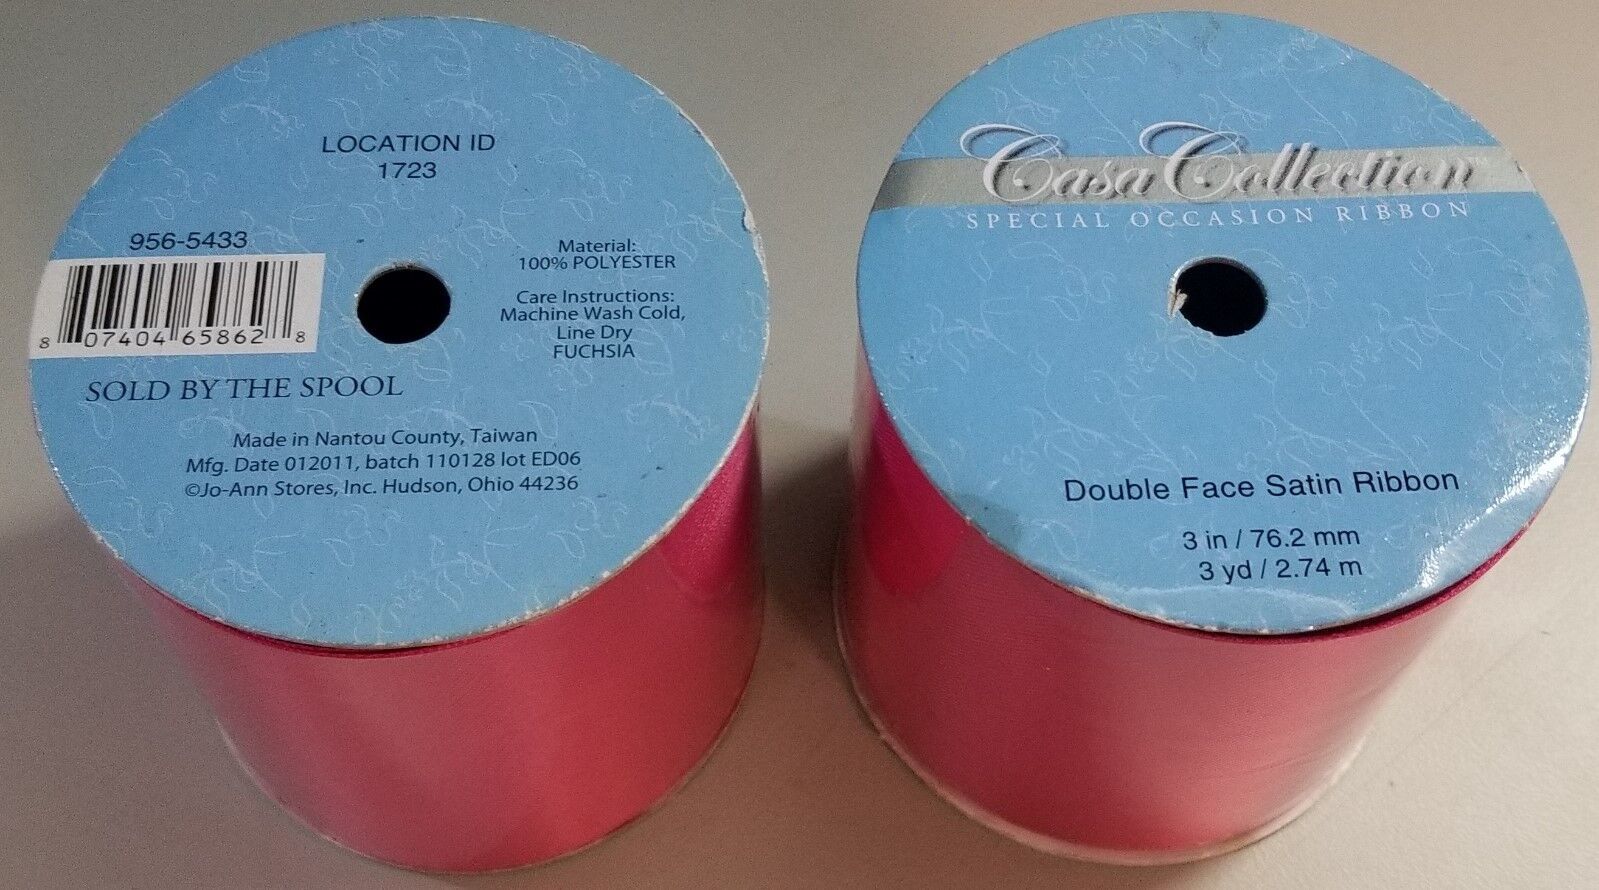 LOCATION ID
1723
956-5433
8 07404 65862 8
SOLD BY THE SPOOL
Material:
100% POLYESTER
Care Instructions:
Machine Wash Cold,
Line Dry
FUCHSIA
Made in Nantou County, Taiwan
Mfg. Date 012011, batch 110128 lot ED06
©Jo-Ann Stores, Inc. Hudson, Ohio 44236
Casa Collection™
SPECIAL OCCASION RIBBON
Double Face Satin Ribbon
3 in / 76.2 mm
3 yd / 2.74 m